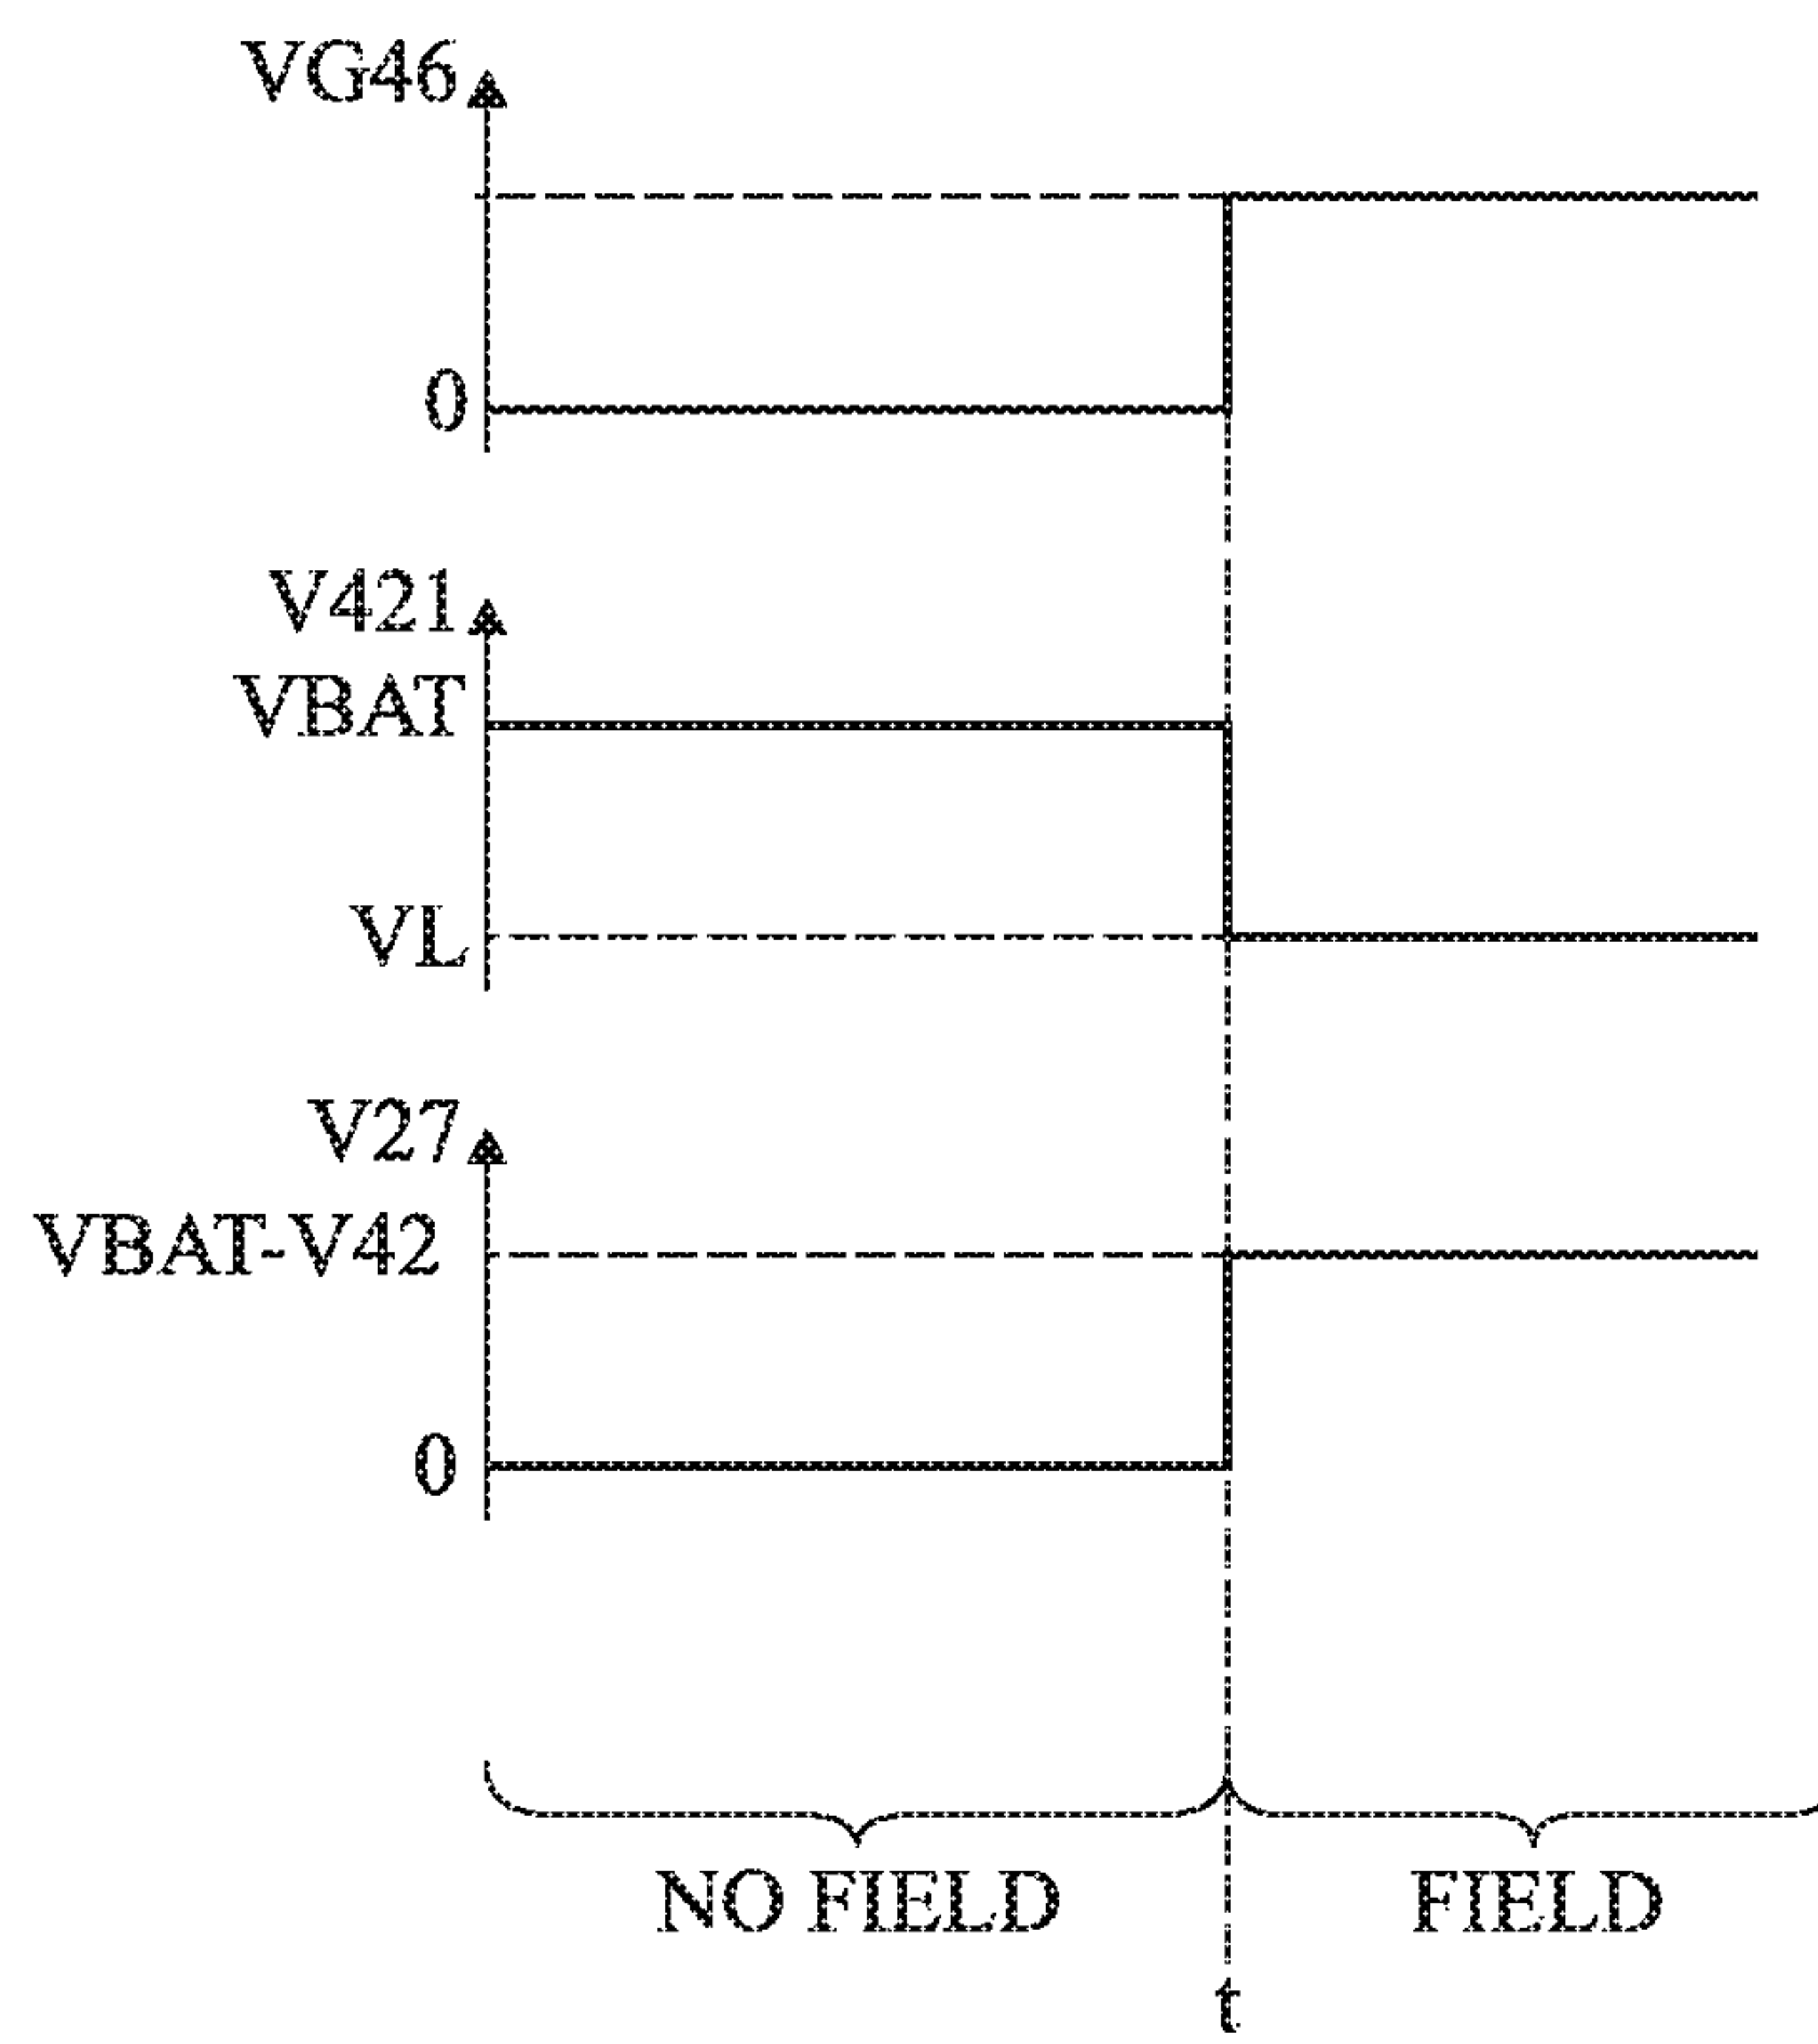 VG46
0
V421
VBAT
VL
V27
VBAT-V42
0
NO FIELD
FIELD
t